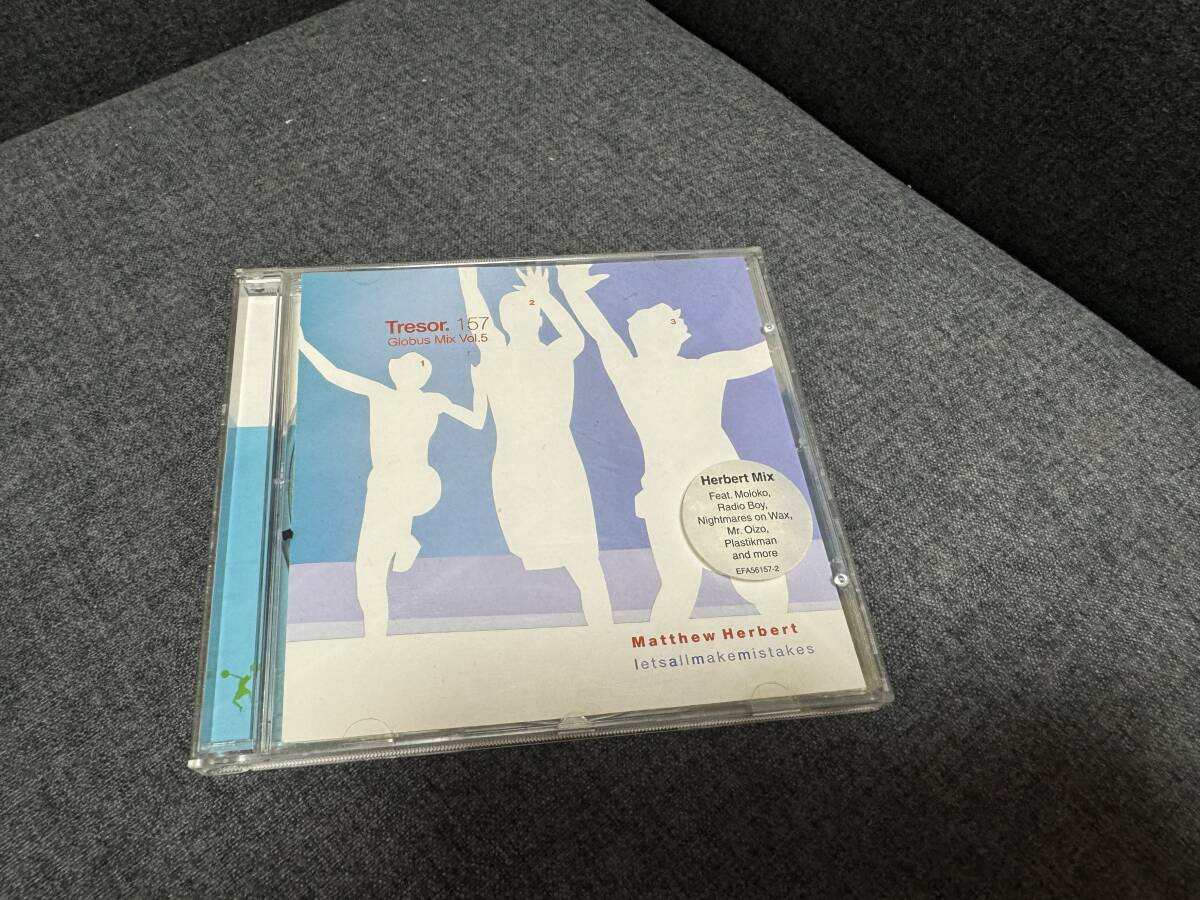 Tresor. 157
Globus Mix Vol.5
1
2
3
Herbert Mix
Feat. Moloko,
Radio Boy,
Nightmares on Wax,
Mr. Oizo,
Plastikman
and more
EFA56157-2
Matthew Herbert
letsallmakemistakes